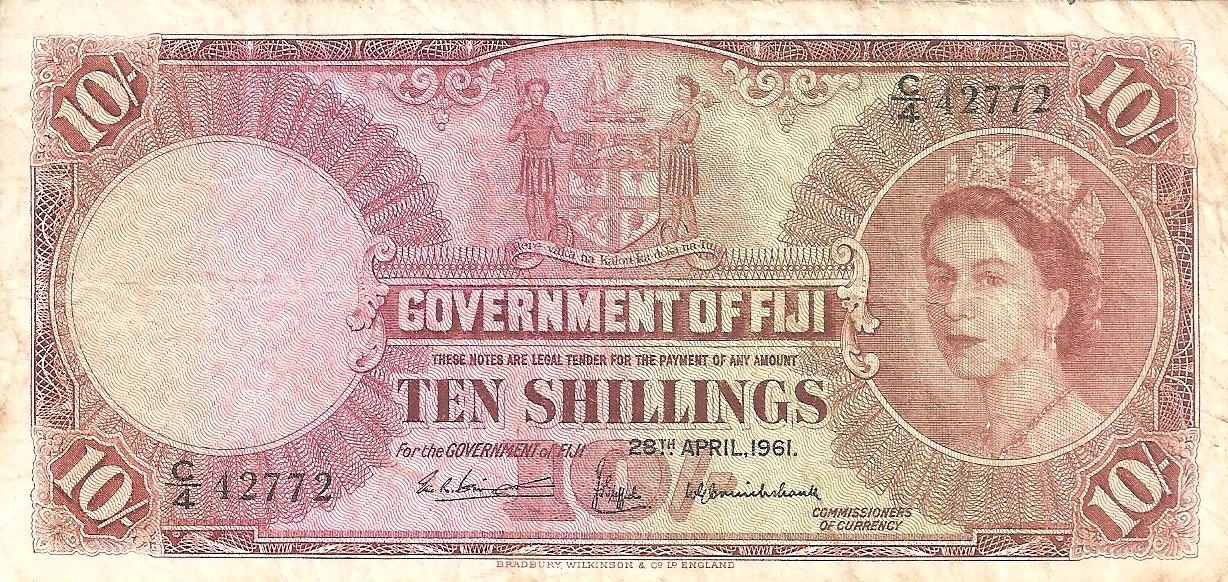 10/-
10/-
C/4 42772
Rere vaka na Kalou ka doka na Tui
GOVERNMENT OF FIJI
THESE NOTES ARE LEGAL TENDER FOR THE PAYMENT OF ANY AMOUNT
TEN SHILLINGS
For the GOVERNMENT of FIJI
28TH APRIL, 1961.
10/-
C/4 42772
10/-
10/-
COMMISSIONERS
OF CURRENCY
BRADBURY, WILKINSON & Co Ld ENGLAND